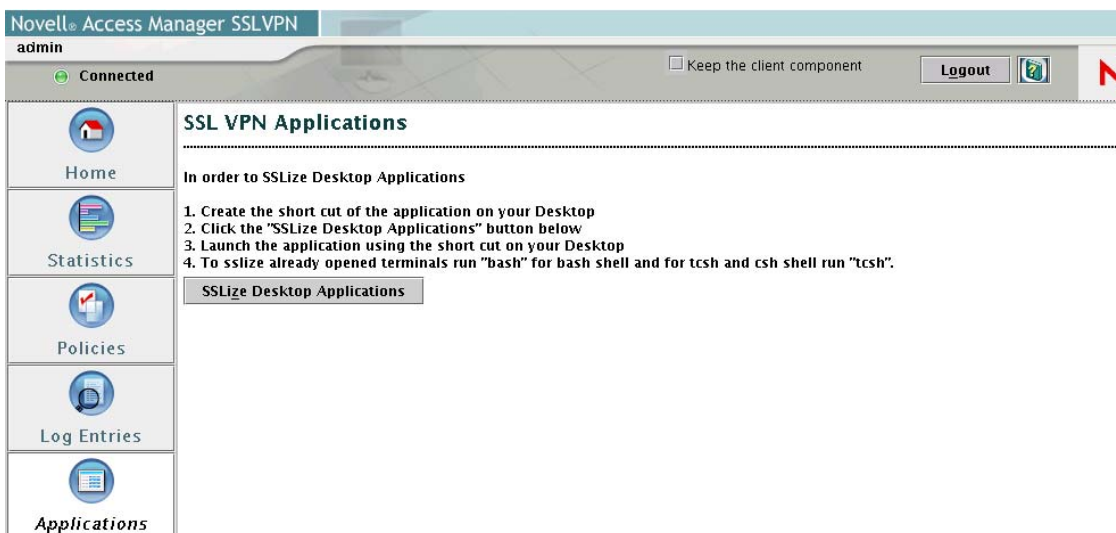 Novell® Access Manager SSLVPN
admin
Connected
Keep the client component
Logout
?
N
Home
Statistics
Policies
Log Entries
Applications
SSL VPN Applications
In order to SSLize Desktop Applications
1. Create the short cut of the application on your Desktop
2. Click the "SSLize Desktop Applications" button below
3. Launch the application using the short cut on your Desktop
4. To sslize already opened terminals run "bash" for bash shell and for tcsh and csh shell run "tcsh".
SSLize Desktop Applications